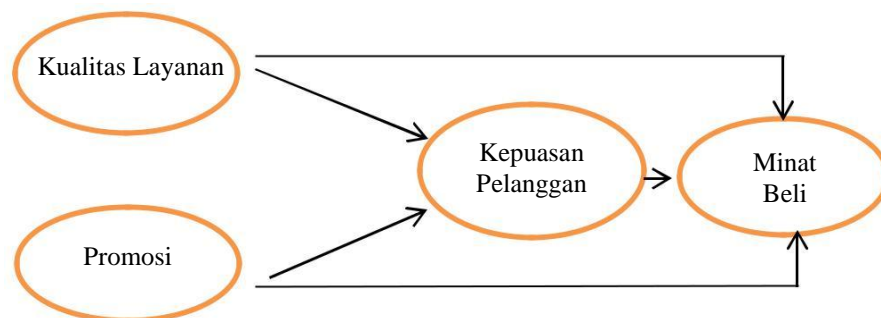 Kualitas Layanan
Kepuasan
Pelanggan
Minat
Beli
Promosi